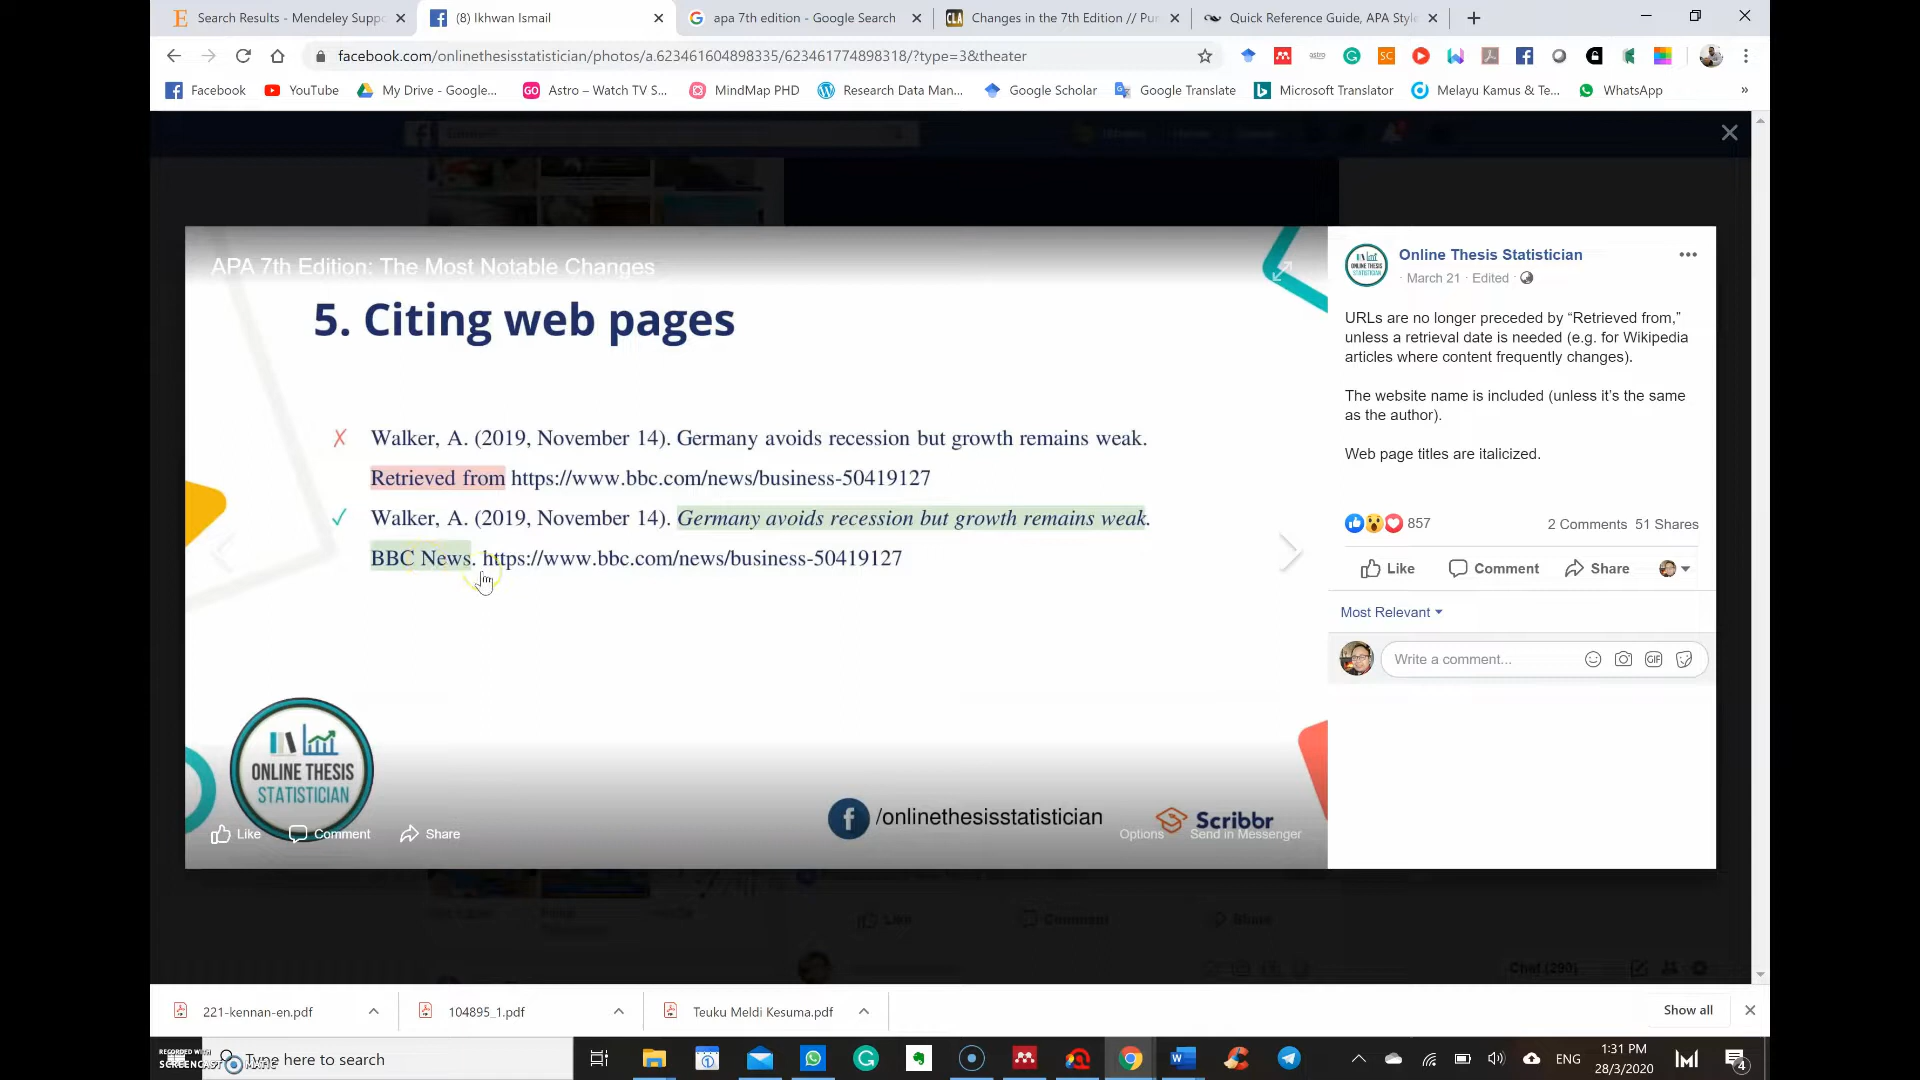 Search Results - Mendeley Suppo
(8) Ikhwan Ismail
apa 7th edition - Google Search
Changes in the 7th Edition // Pur
Quick Reference Guide, APA Style
facebook.com/onlinethesisstatistician/photos/a.623461604898335/623461774898318/?type=3&theater
Facebook
YouTube
My Drive - Google...
Astro – Watch TV S...
MindMap PHD
Research Data Man...
Google Scholar
Google Translate
Microsoft Translator
Melayu Kamus & Te...
WhatsApp
APA 7th Edition: The Most Notable Changes
5. Citing web pages
✗ Walker, A. (2019, November 14). Germany avoids recession but growth remains weak.
Retrieved from https://www.bbc.com/news/business-50419127
✓ Walker, A. (2019, November 14). Germany avoids recession but growth remains weak.
BBC News. https://www.bbc.com/news/business-50419127
ONLINE THESIS
STATISTICIAN
/onlinethesisstatistician
Scribbr
Like Comment Share
Options Send in Messenger
Online Thesis Statistician
March 21 · Edited ·
URLs are no longer preceded by “Retrieved from,”
unless a retrieval date is needed (e.g. for Wikipedia
articles where content frequently changes).
The website name is included (unless it’s the same
as the author).
Web page titles are italicized.
857
2 Comments 51 Shares
Like Comment Share
Most Relevant
Write a comment...
GIF
Chat (290)
221-kennan-en.pdf
104895_1.pdf
Teuku Meldi Kesuma.pdf
Show all
RECORDED WITH
SCREENCAST MATIC
Type here to search
ENG
1:31 PM
28/3/2020
4